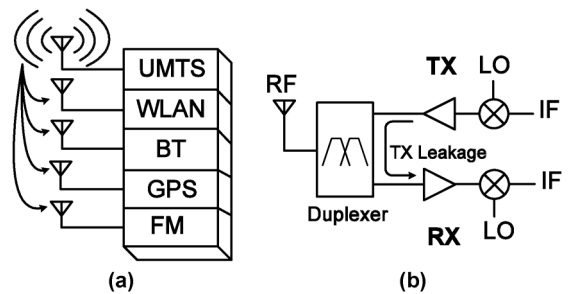 UMTS
WLAN
BT
GPS
FM
(a)
RF
TX
LO
IF
TX Leakage
Duplexer
IF
RX
LO
(b)